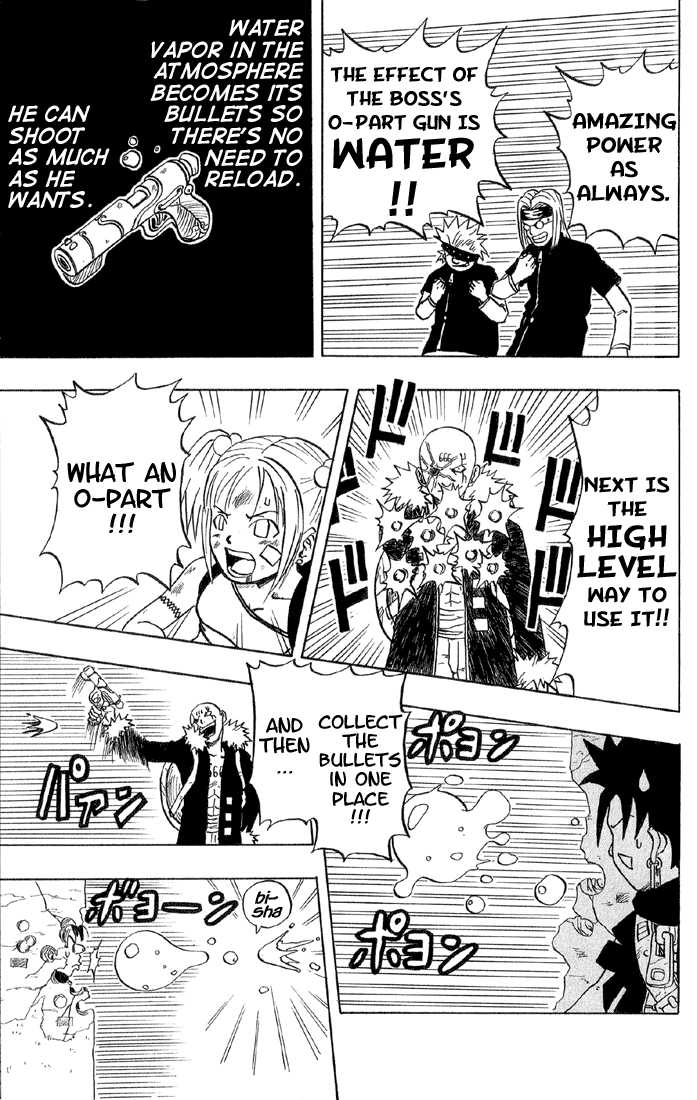 AMAZING
POWER
AS
ALWAYS.
THE EFFECT OF
THE BOSS'S
O-PART GUN IS
WATER
!!
WATER
VAPOR IN THE
ATMOSPHERE
BECOMES ITS
BULLETS SO
THERE'S NO
NEED TO
RELOAD.
HE CAN
SHOOT
AS MUCH
AS HE
WANTS.
NEXT IS
THE
HIGH
LEVEL
WAY TO
USE IT!!
ドドドド
666
WHAT AN
O-PART
!!!
ポヨン
ポヨン
COLLECT
THE
BULLETS
IN ONE
PLACE
!!!
AND
THEN
...
666
パァン
bi-
sha
ボヨーン